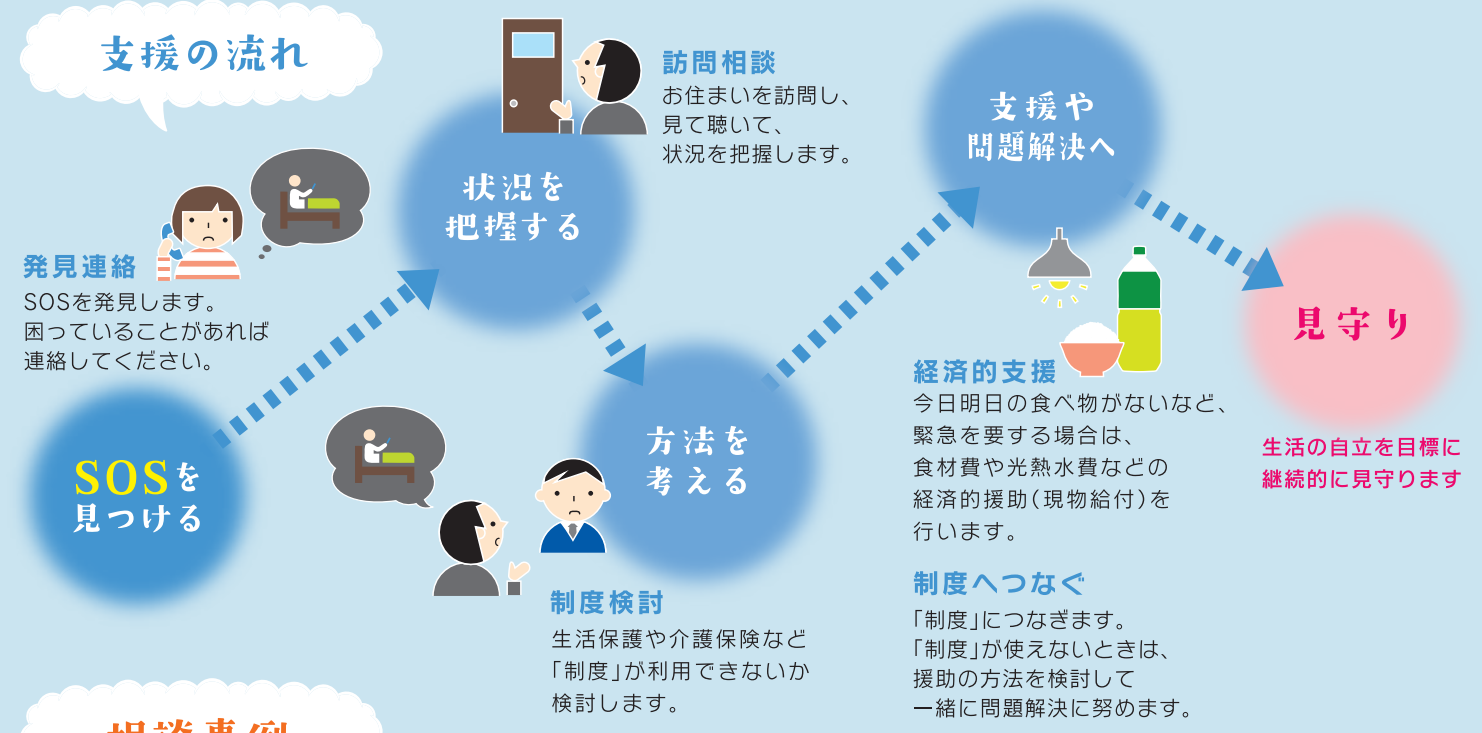 支援の流れ
発見連絡
SOSを発見します。
困っていることがあれば
連絡してください。
SOSを
見つける
訪問相談
お住まいを訪問し、
見て聴いて、
状況を把握します。
状況を
把握する
方法を
考える
制度検討
生活保護や介護保険など
「制度」が利用できないか
検討します。
支援や
問題解決へ
経済的支援
今日明日の食べ物がないなど、
緊急を要する場合は、
食材費や光熱水費などの
経済的援助(現物給付)を
行います。
制度へつなぐ
「制度」につなぎます。
「制度」が使えないときは、
援助の方法を検討して
一緒に問題解決に努めます。
見守り
生活の自立を目標に
継続的に見守ります
相談事例